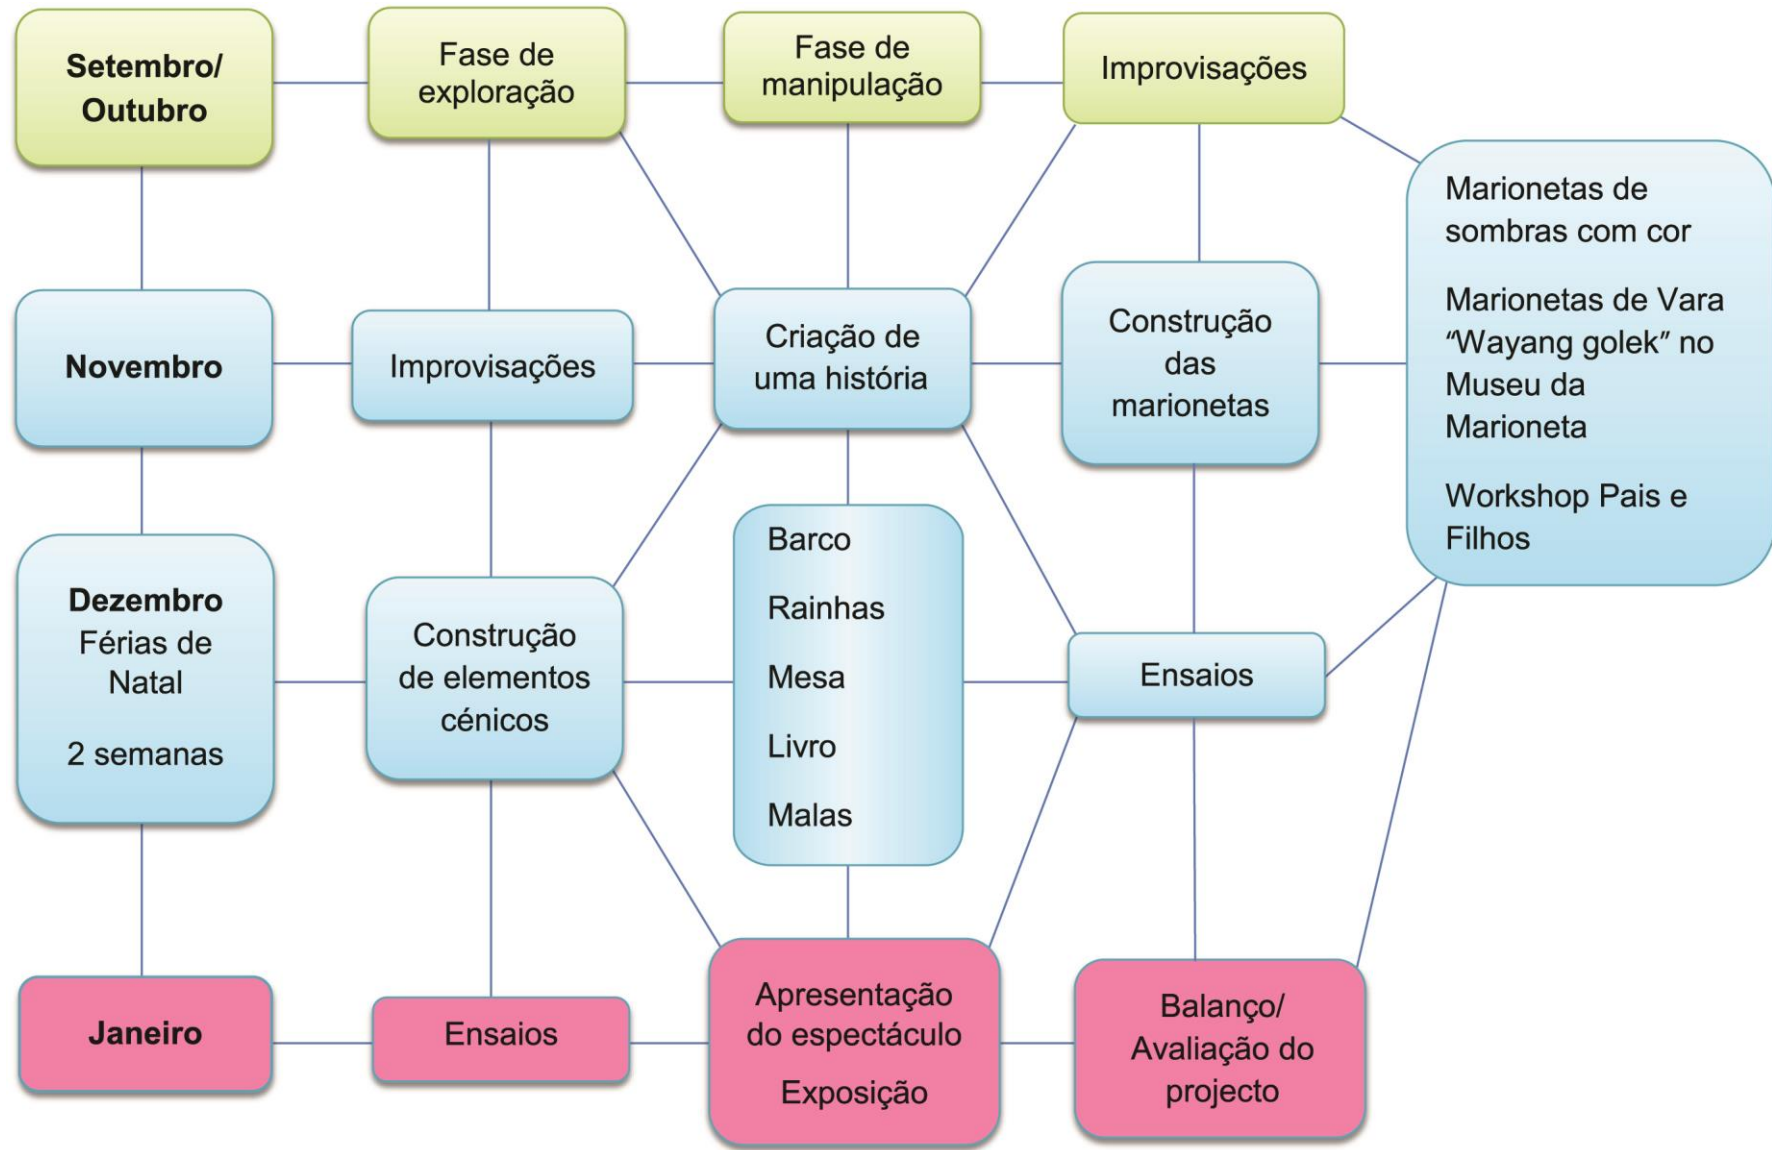 Setembro/
Outubro
Fase de
exploração
Fase de
manipulação
Improvisações
Marionetas de
sombras com cor
Marionetas de Vara
“Wayang golek” no
Museu da
Marioneta
Workshop Pais e
Filhos
Novembro
Improvisações
Criação de
uma história
Construção
das
marionetas
Dezembro
Férias de
Natal
2 semanas
Construção
de elementos
cénicos
Barco
Rainhas
Mesa
Livro
Malas
Ensaios
Janeiro
Ensaios
Apresentação
do espectáculo
Exposição
Balanço/
Avaliação do
projecto